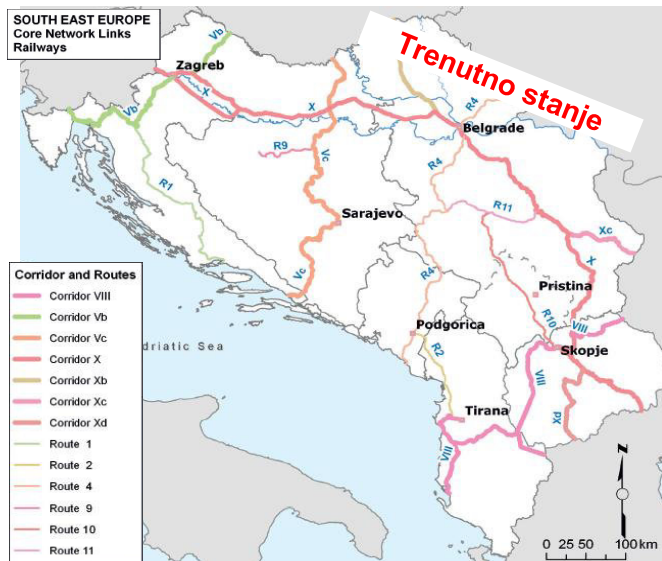 SOUTH EAST EUROPE
Core Network Links
Railways
Trenutno stanje
Vb
Zagreb
Vb
X
X
R4
Belgrade
R9
Vc
R4
R1
R11
Sarajevo
Xc
Vc
R4
X
Pristina
R10
Podgorica
VIII
R2
Skopje
VIII
Tirana
Xd
VIII
driatic Sea
Corridor and Routes
Corridor VIII
Corridor Vb
Corridor Vc
Corridor X
Corridor Xb
Corridor Xc
Corridor Xd
Route 1
Route 2
Route 4
Route 9
Route 10
Route 11
N
0 25 50 100 km